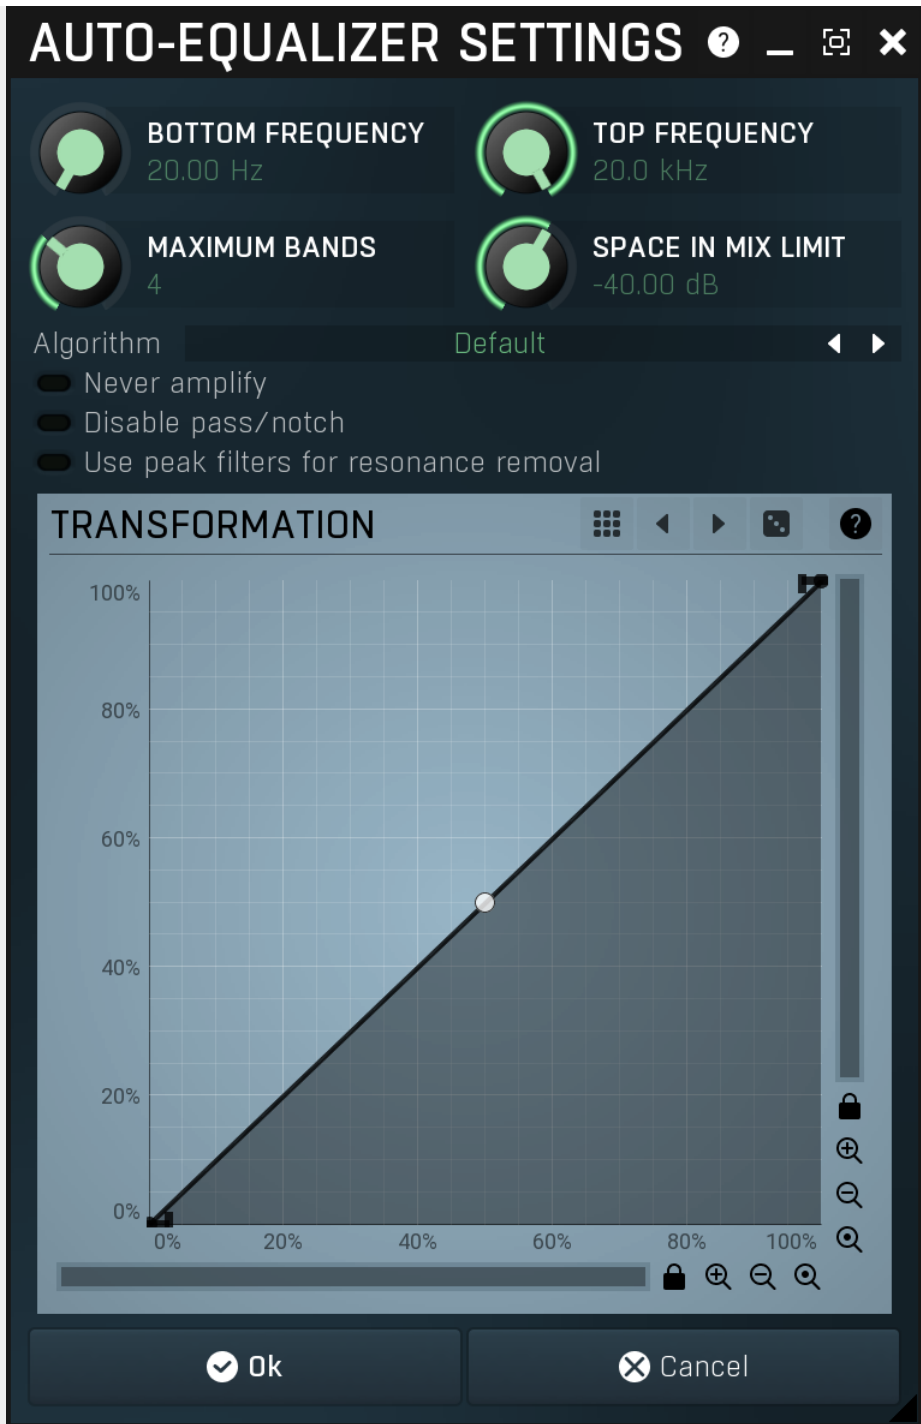 AUTO-EQUALIZER SETTINGS ?
BOTTOM FREQUENCY
20.00 Hz
TOP FREQUENCY
20.0 kHz
MAXIMUM BANDS
4
SPACE IN MIX LIMIT
-40.00 dB
Algorithm Default
Never amplify
Disable pass/notch
Use peak filters for resonance removal
TRANSFORMATION ?
100%
80%
60%
40%
20%
0%
0% 20% 40% 60% 80% 100%
Ok Cancel